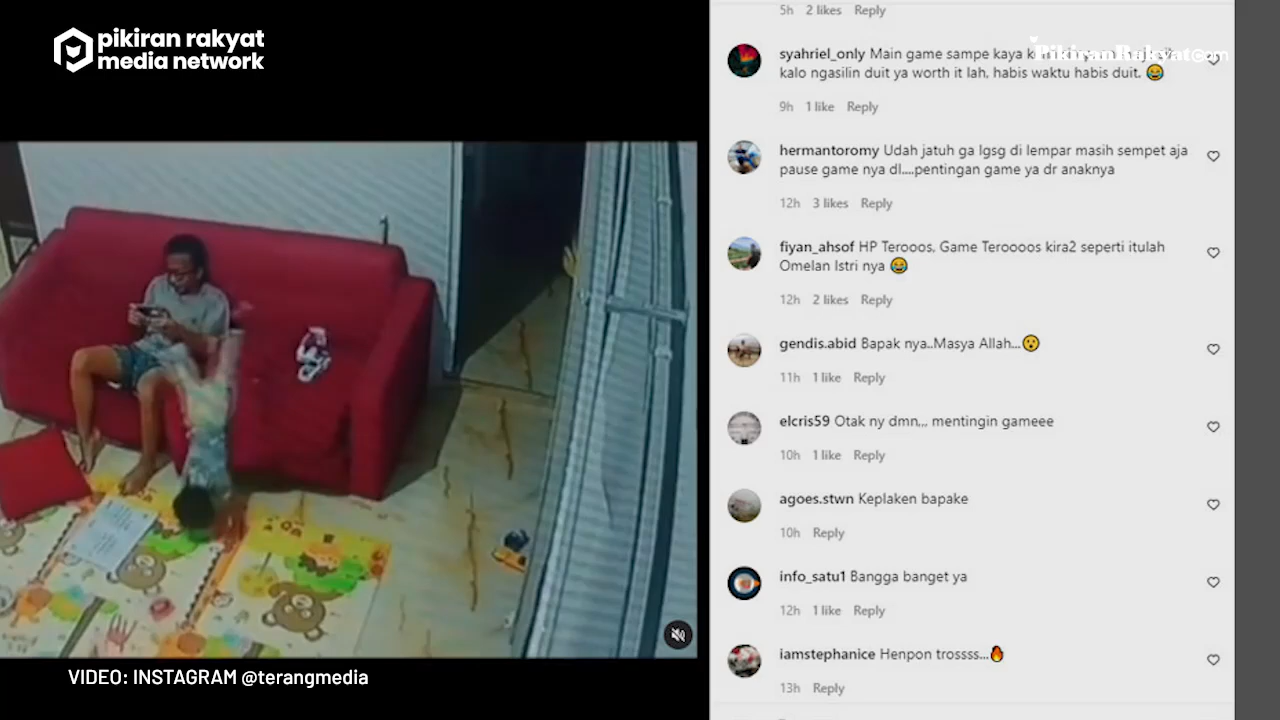 pikiran rakyat
media network
VIDEO: INSTAGRAM @terangmedia
5h 2 likes Reply
PikiranRakyat.com
syahriel_only Main game sampe kaya
kalo ngasilin duit ya worth it lah, habis waktu habis duit. 😂
9h 1 like Reply
hermantoromy Udah jatuh ga lgsg di lempar masih sempet aja
pause game nya dl....pentingan game ya dr anaknya
12h 3 likes Reply
fiyan_ahsof HP Terooos, Game Teroooos kira2 seperti itulah
Omelan Istri nya 😂
12h 2 likes Reply
gendis.abid Bapak nya..Masya Allah...😮
11h 1 like Reply
elcris59 Otak ny dmn,,, mentingin gameee
10h 1 like Reply
agoes.stwn Keplaken bapake
10h Reply
info_satu1 Bangga banget ya
12h 1 like Reply
iamstephanice Henpon trossss...🔥
13h Reply